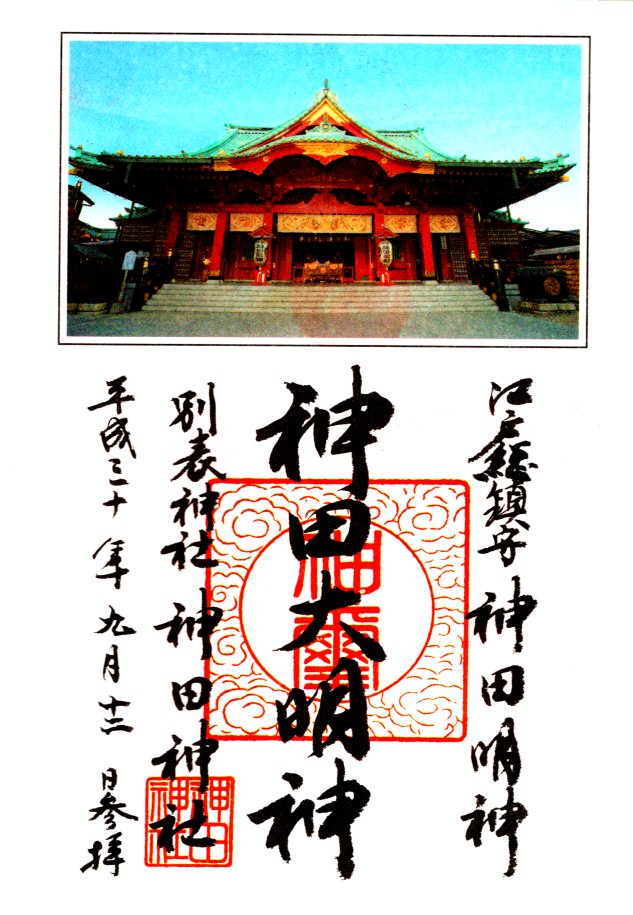 江戸総鎮守 神田明神
神田大明神
神璽
別表神社 神田神社
神田神社
平成三十年 九月 十二 日参拝